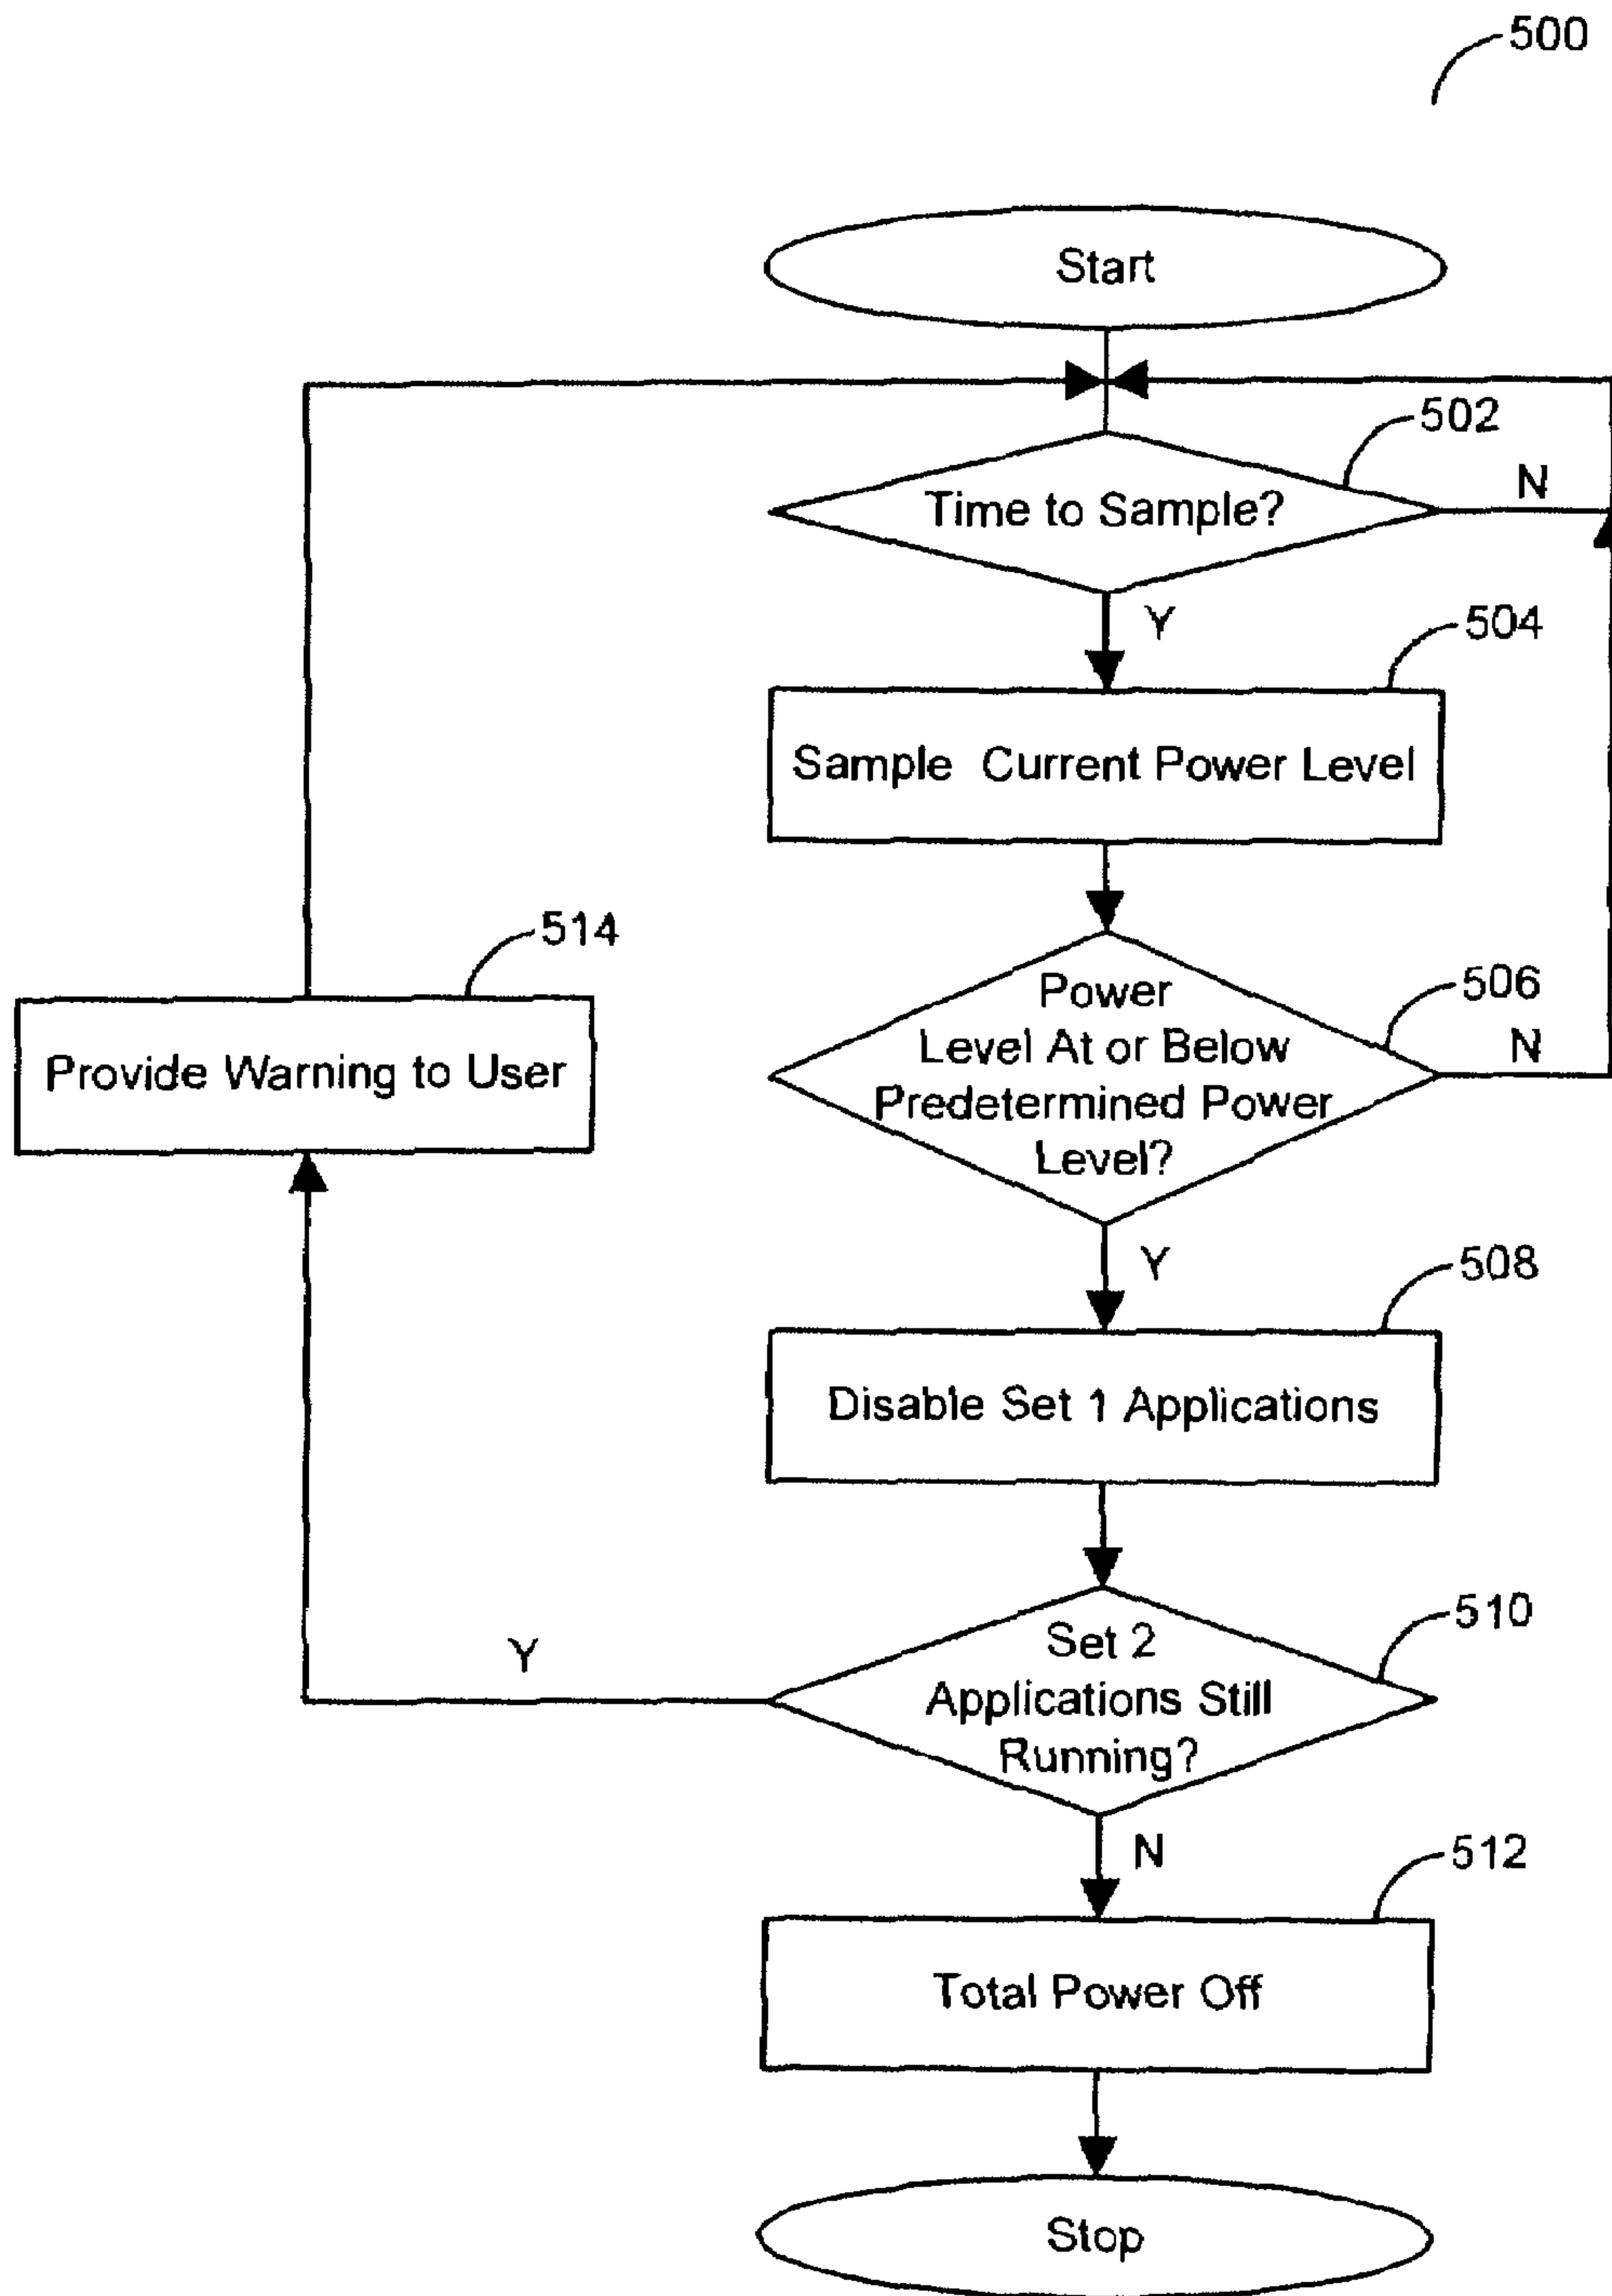 500
Start
502
Time to Sample?
N
Y
504
Sample Current Power Level
514
Provide Warning to User
506
Power
Level At or Below
Predetermined Power
Level?
N
Y
508
Disable Set 1 Applications
510
Set 2
Applications Still
Running?
Y
N
512
Total Power Off
Stop